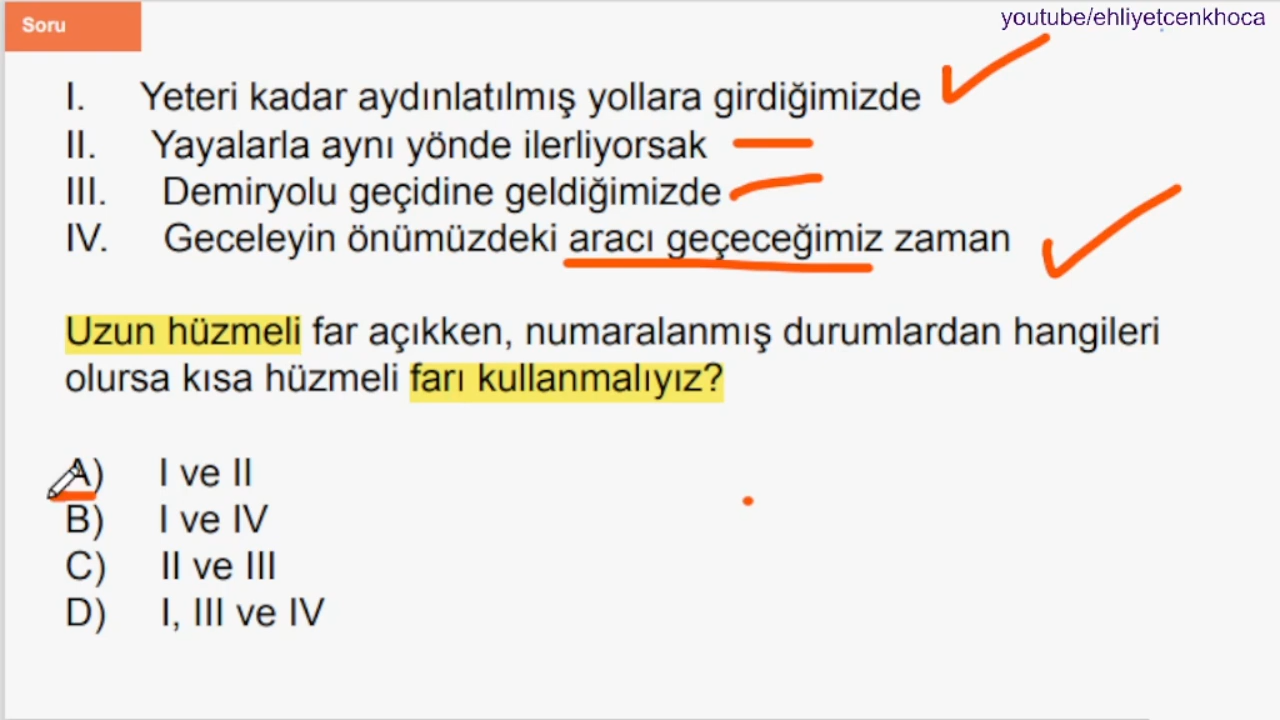 Soru
youtube/ehliyetcenkhoca
I. Yeteri kadar aydınlatılmış yollara girdiğimizde
II. Yayalarla aynı yönde ilerliyorsak
III. Demiryolu geçidine geldiğimizde
IV. Geceleyin önümüzdeki aracı geçeceğimiz zaman
Uzun hüzmeli far açıkken, numaralanmış durumlardan hangileri
olursa kısa hüzmeli farı kullanmalıyız?
A) I ve II
B) I ve IV
C) II ve III
D) I, III ve IV